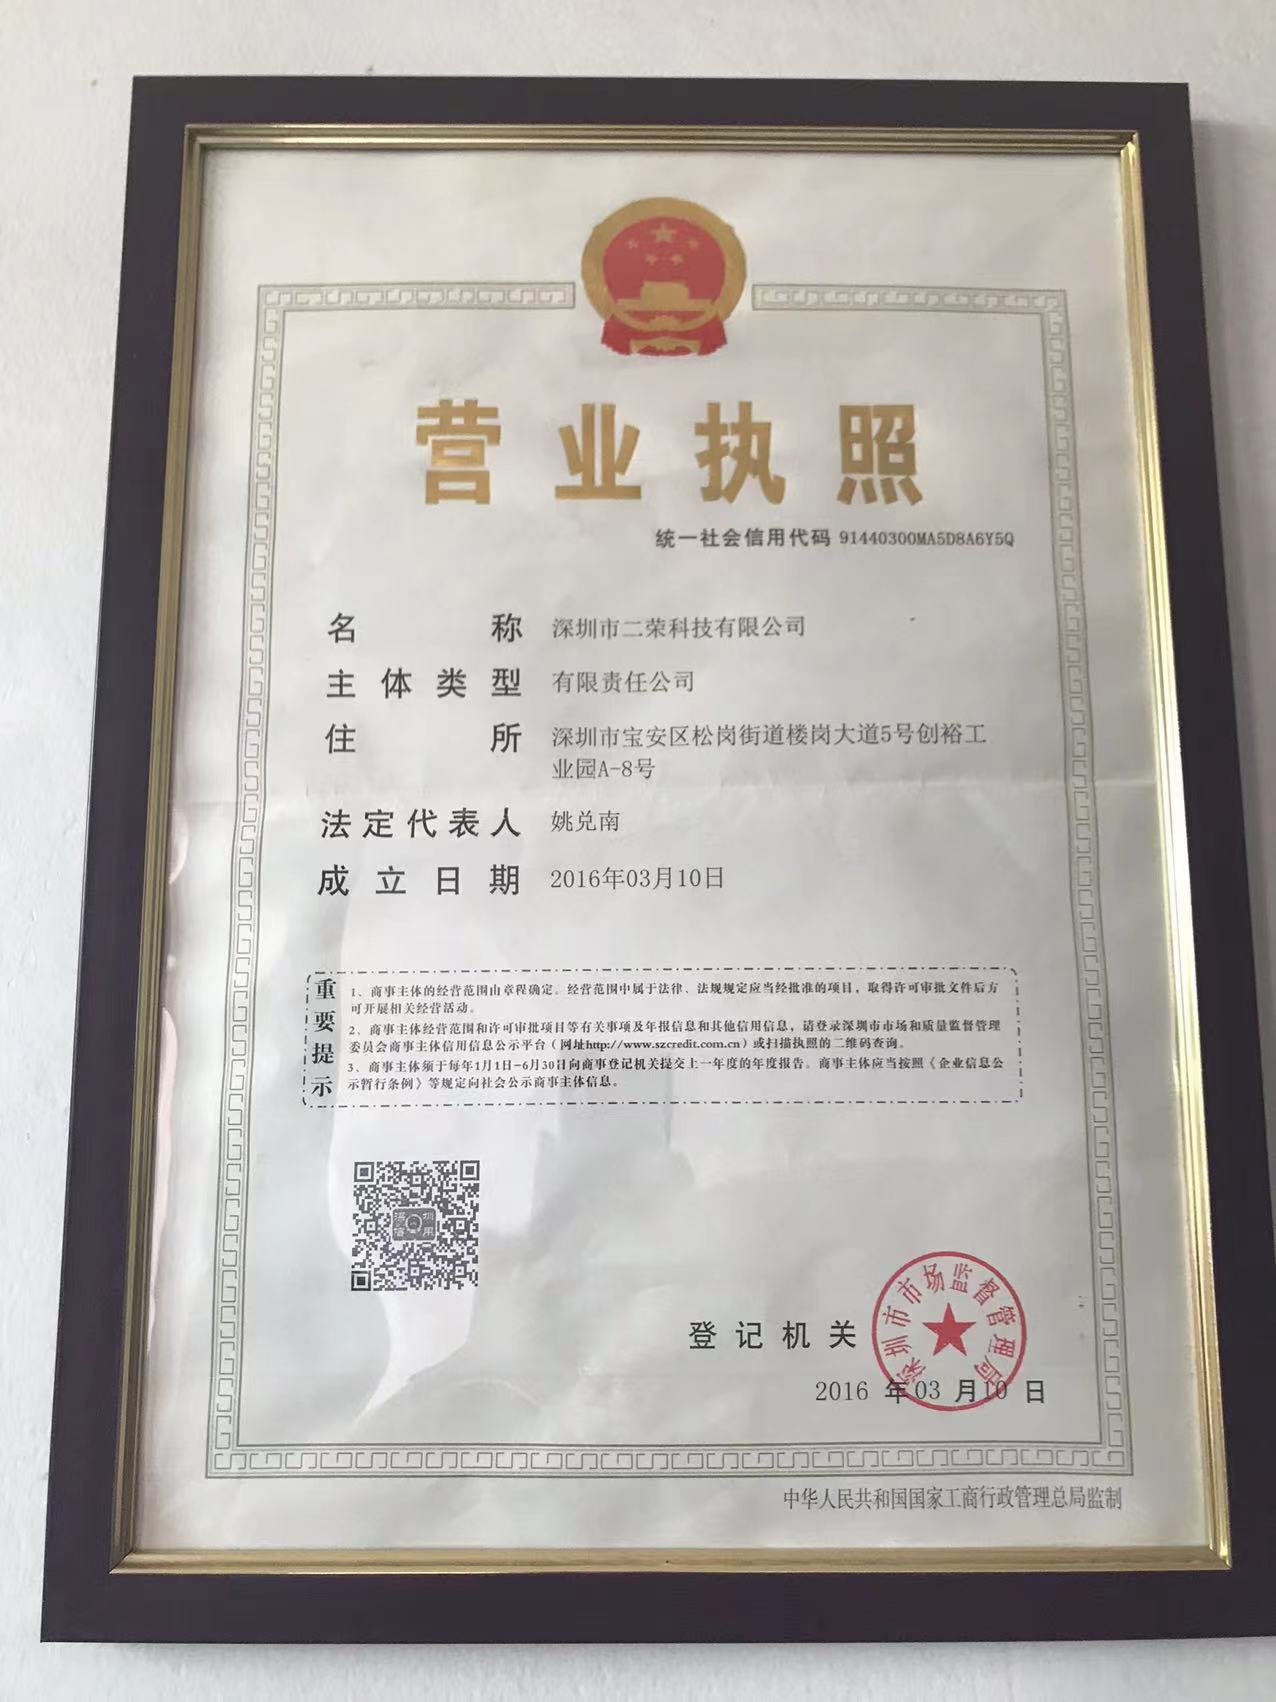 营业执照
统一社会信用代码 91440300MA5D8A6Y5Q
名称 深圳市二荣科技有限公司
主体类型 有限责任公司
住所 深圳市宝安区松岗街道楼岗大道5号创裕工
业园A-8号
法定代表人 姚兑南
成立日期 2016年03月10日
重要提示
1、商事主体的经营范围由章程确定。经营范围中属于法律、法规规定应当经批准的项目，取得许可审批文件后方
可开展相关经营活动。
2、商事主体经营范围和许可审批项目等有关事项及年报信息和其他信用信息，请登录深圳市市场和质量监督管理
委员会商事主体信用信息公示平台（网址http://www.szcredit.com.cn）或扫描执照的二维码查询。
3、商事主体须于每年1月1日-6月30日向商事登记机关提交上一年度的年度报告。商事主体应当按照《企业信息公
示暂行条例》等规定向社会公示商事主体信息。
深圳
信用
登记机关
深圳市市场监督管理局
2016 年 03 月 10 日
中华人民共和国国家工商行政管理总局监制